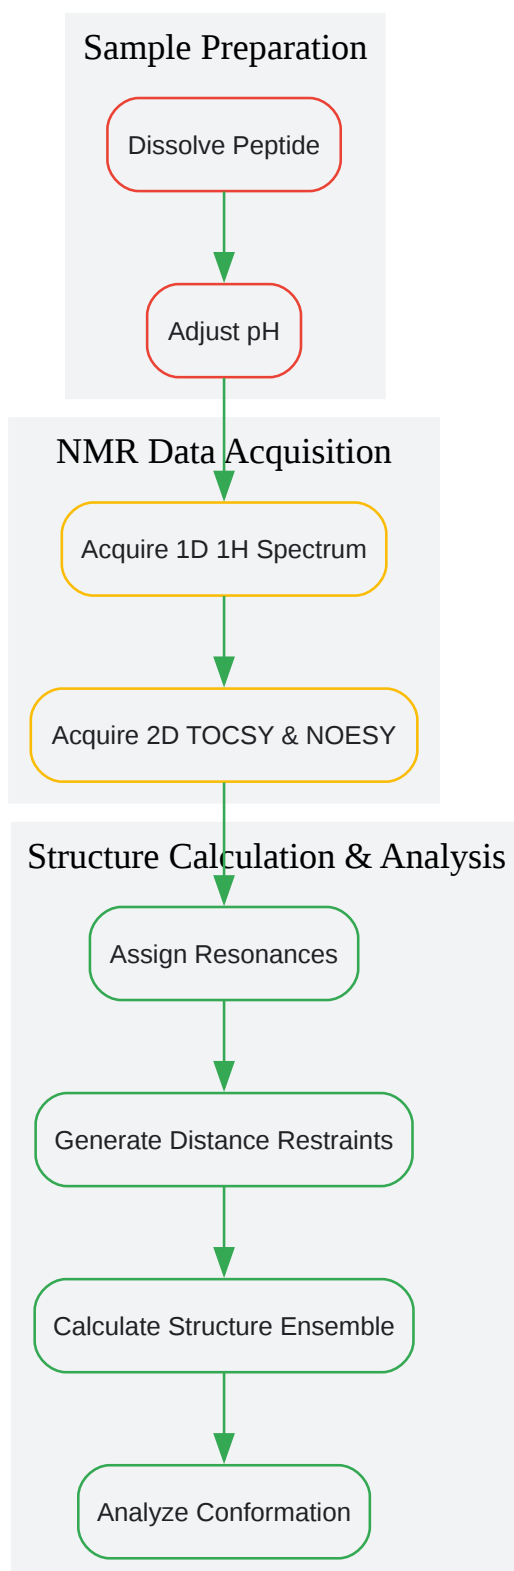 Sample Preparation
Dissolve Peptide
Adjust pH
NMR Data Acquisition
Acquire 1D 1H Spectrum
Acquire 2D TOCSY & NOESY
Structure Calculation & Analysis
Assign Resonances
Generate Distance Restraints
Calculate Structure Ensemble
Analyze Conformation